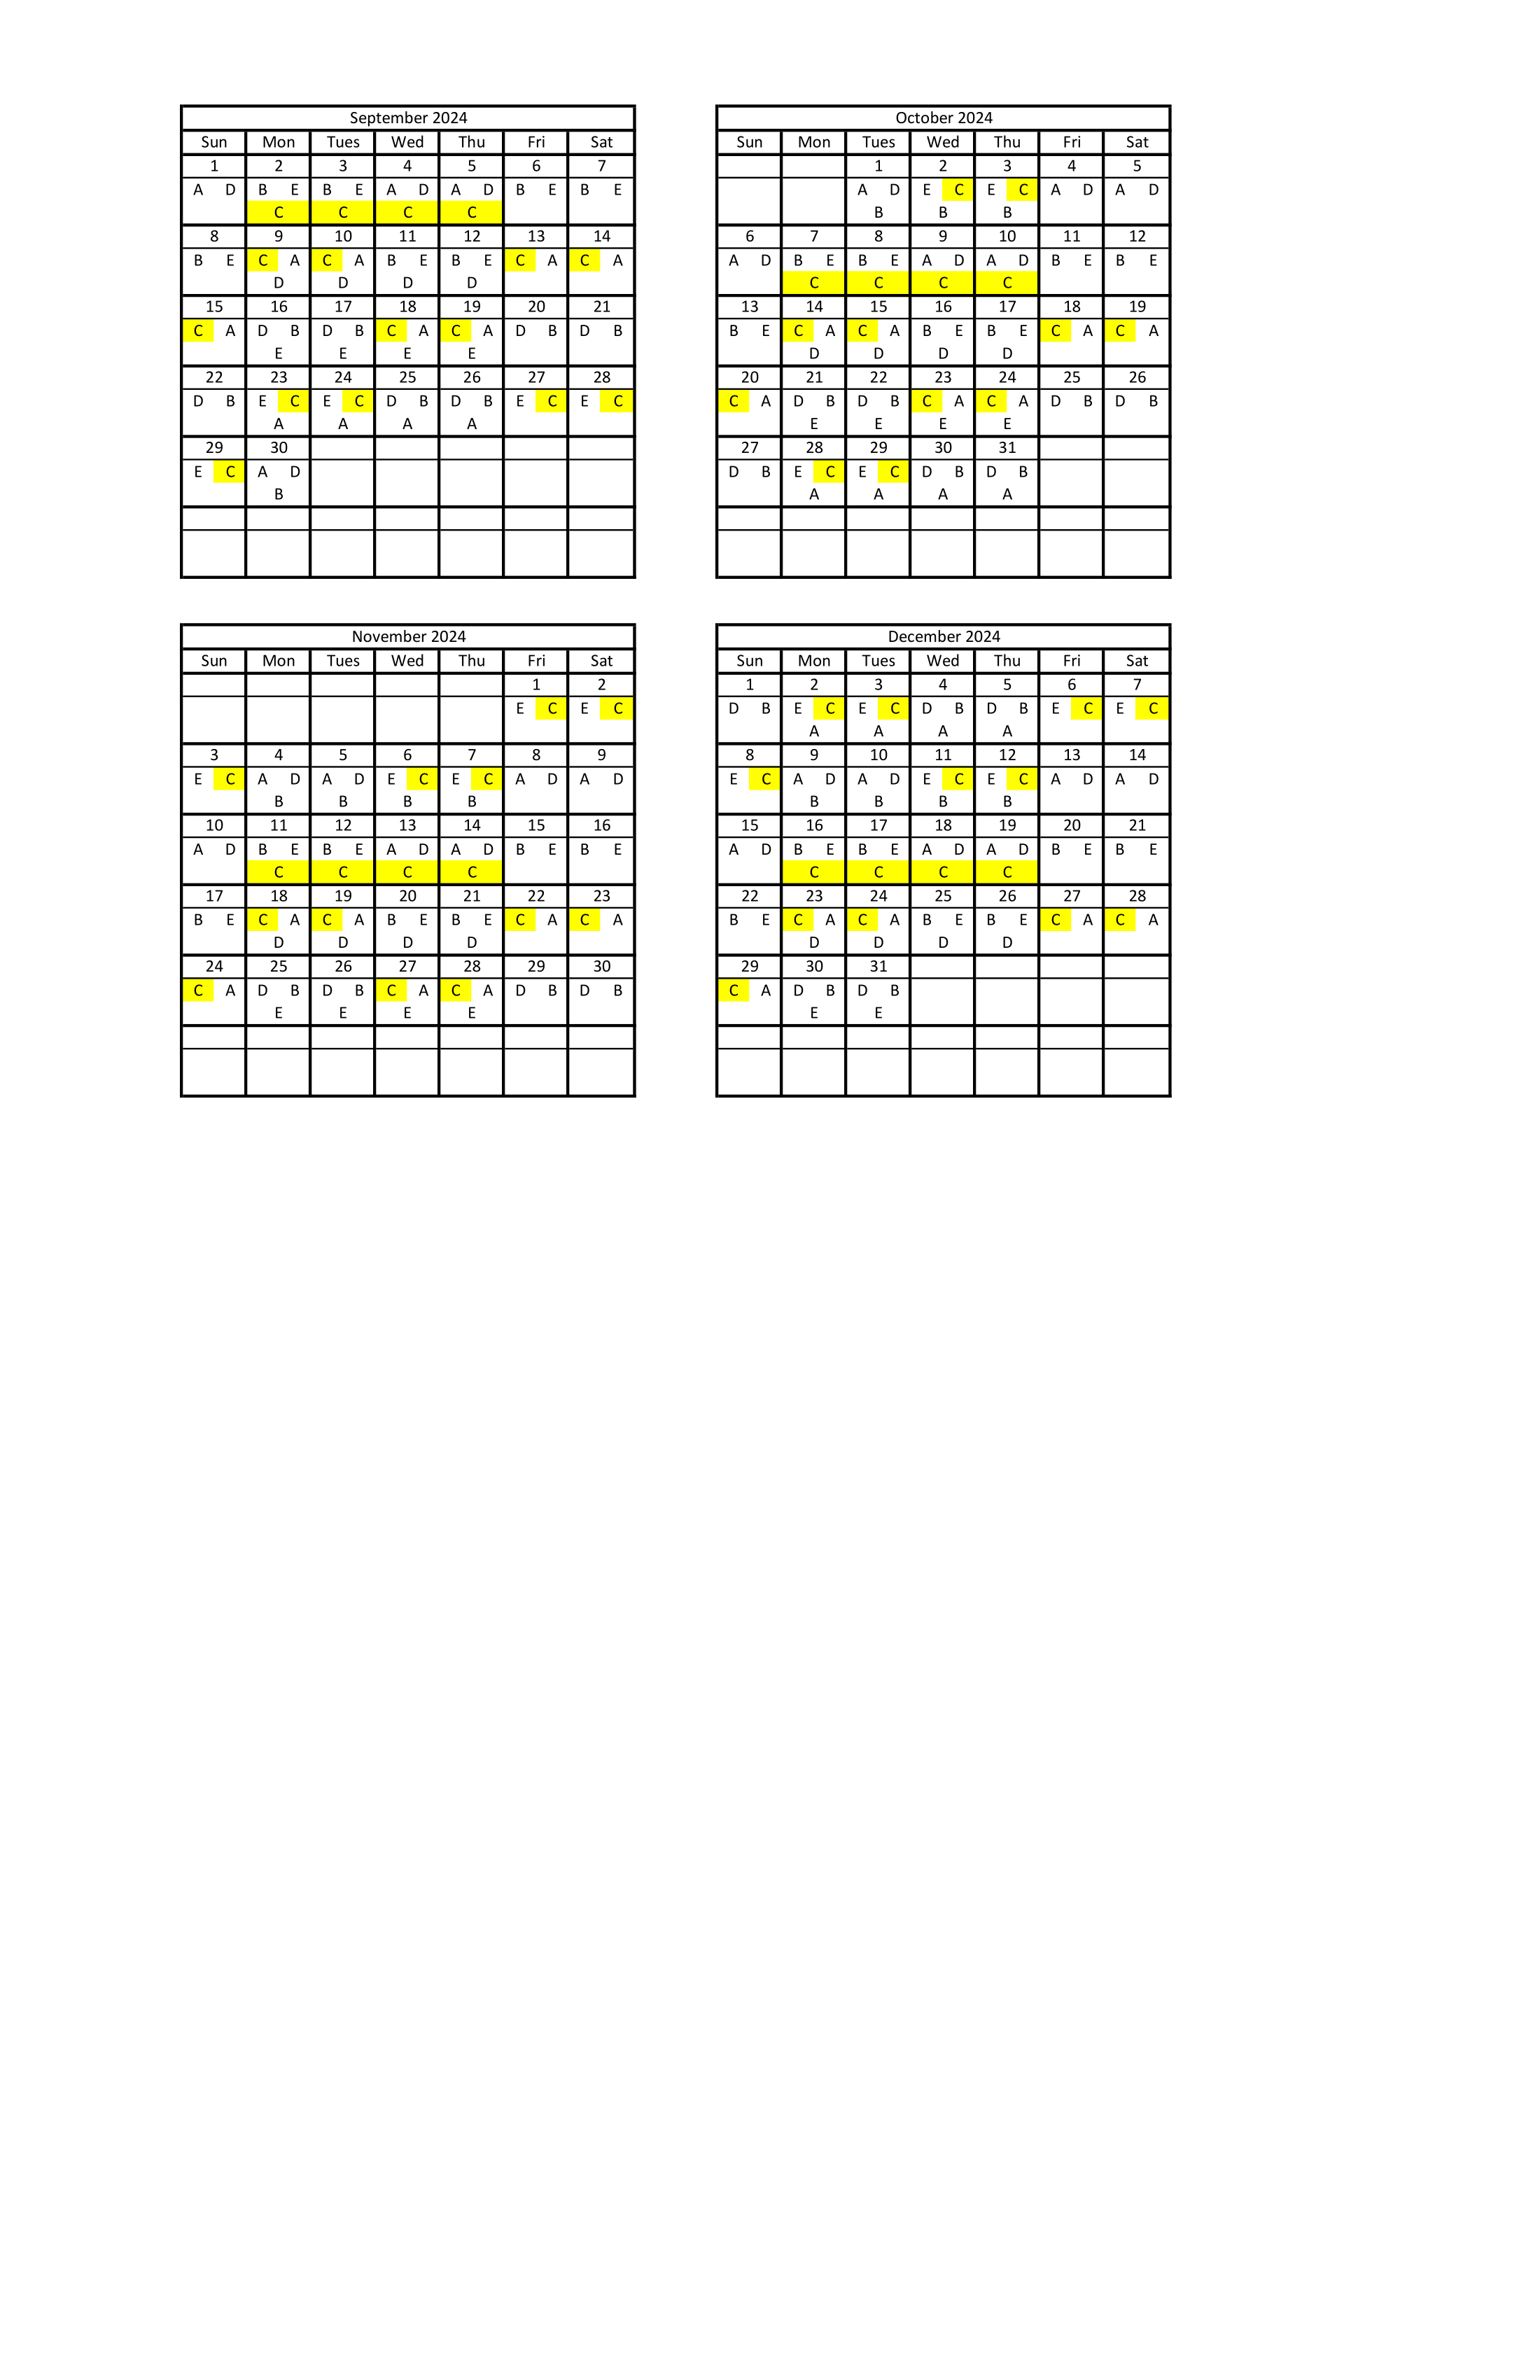 September 2024
Sun Mon Tues Wed Thu Fri Sat
1 2 3 4 5 6 7
A D B E B E A D A D B E B E
C C C C
8 9 10 11 12 13 14
B E C A C A B E B E C A C A
D D D D
15 16 17 18 19 20 21
C A D B D B C A C A D B D B
E E E E
22 23 24 25 26 27 28
D B E C E C D B D B E C E C
A A A A
29 30
E C A D
B
October 2024
Sun Mon Tues Wed Thu Fri Sat
1 2 3 4 5
A D E C E C A D A D
B B B
6 7 8 9 10 11 12
A D B E B E A D A D B E B E
C C C C
13 14 15 16 17 18 19
B E C A C A B E B E C A C A
D D D D
20 21 22 23 24 25 26
C A D B D B C A C A D B D B
E E E E
27 28 29 30 31
D B E C E C D B D B
A A A A
November 2024
Sun Mon Tues Wed Thu Fri Sat
1 2
E C E C
3 4 5 6 7 8 9
E C A D A D E C E C A D A D
B B B B
10 11 12 13 14 15 16
A D B E B E A D A D B E B E
C C C C
17 18 19 20 21 22 23
B E C A C A B E B E C A C A
D D D D
24 25 26 27 28 29 30
C A D B D B C A C A D B D B
E E E E
December 2024
Sun Mon Tues Wed Thu Fri Sat
1 2 3 4 5 6 7
D B E C E C D B D B E C E C
A A A A
8 9 10 11 12 13 14
E C A D A D E C E C A D A D
B B B B
15 16 17 18 19 20 21
A D B E B E A D A D B E B E
C C C C
22 23 24 25 26 27 28
B E C A C A B E B E C A C A
D D D D
29 30 31
C A D B D B
E E